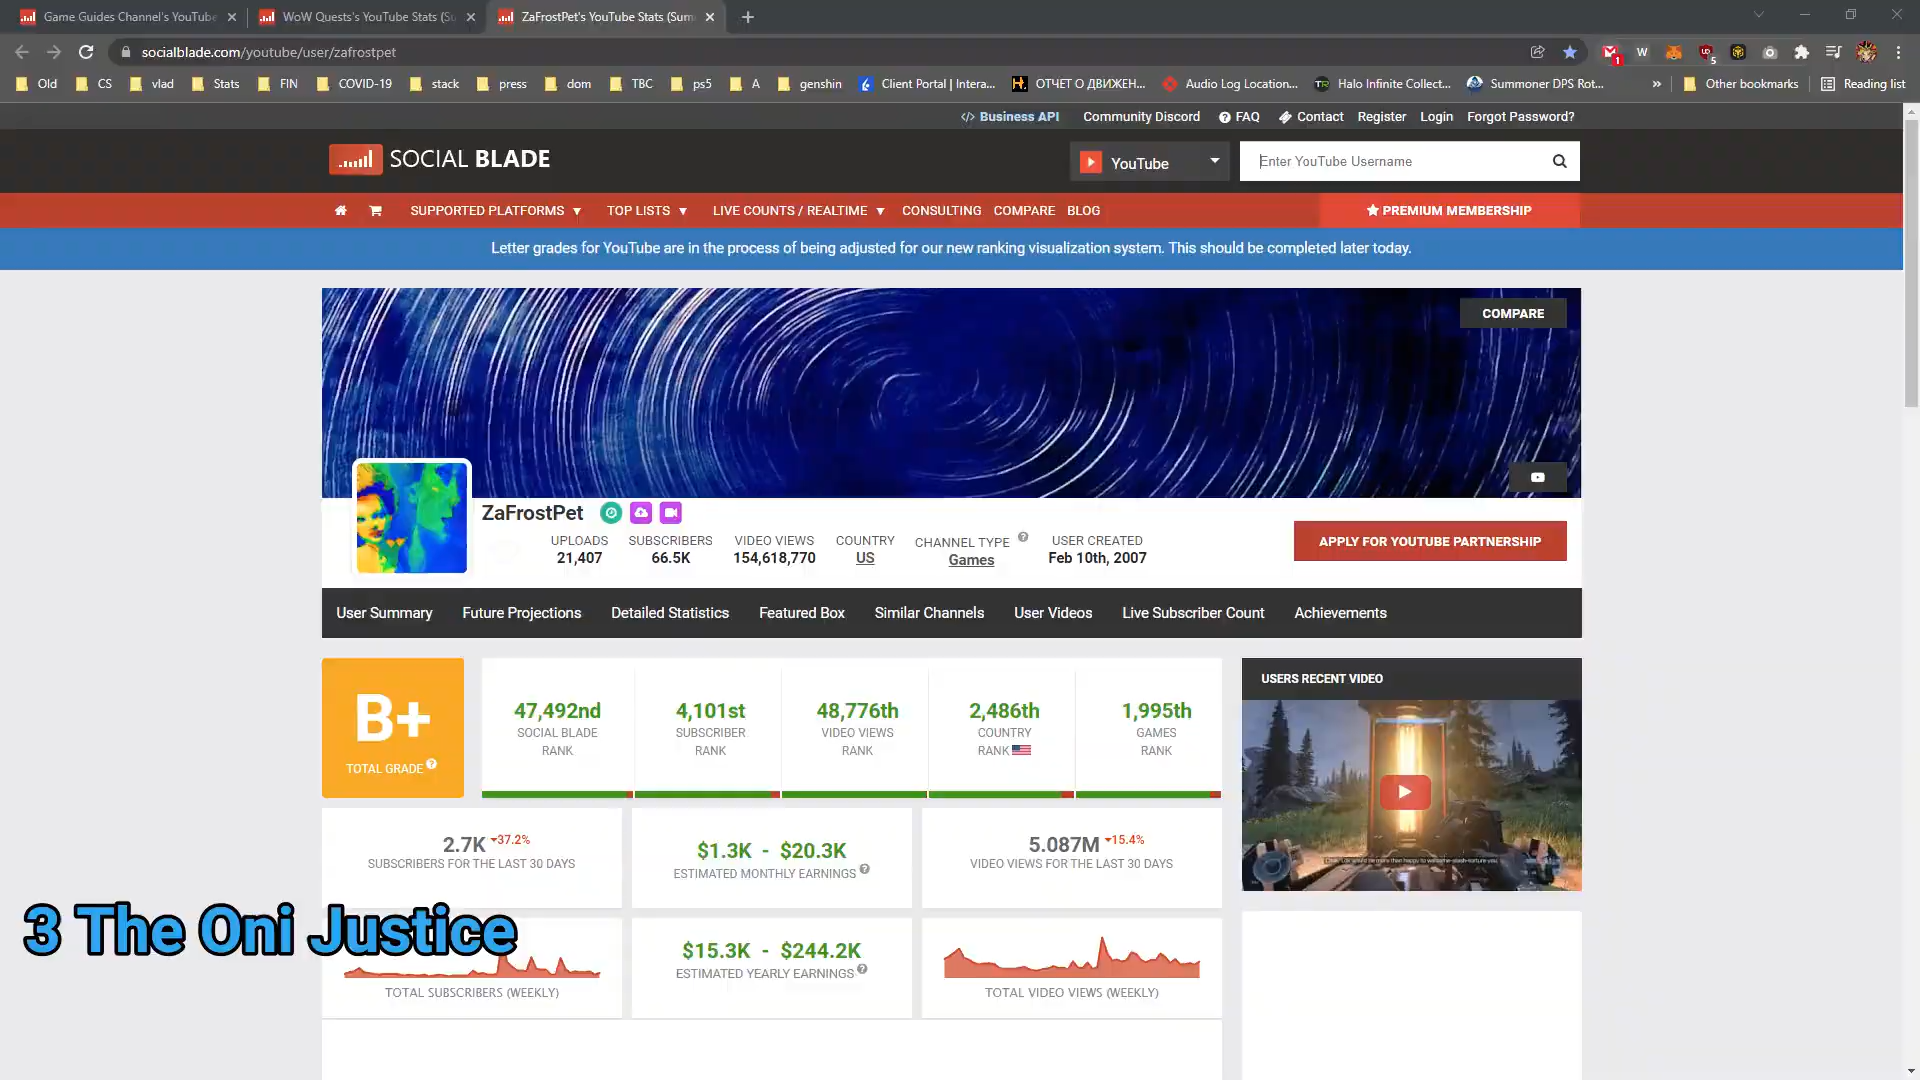 Game Guides Channel's YouTube
WoW Quests's YouTube Stats (Su
ZaFrostPet's YouTube Stats (Sum
socialblade.com/youtube/user/zafrostpet
Old CS vlad Stats FIN COVID-19 stack press dom TBC ps5 A genshin Client Portal | Intera... ОТЧЕТ О ДВИЖЕН... Audio Log Location... Halo Infinite Collect... Summoner DPS Rot... » Other bookmarks Reading list
</> Business API Community Discord FAQ Contact Register Login Forgot Password?
SOCIAL BLADE
YouTube
Enter YouTube Username
SUPPORTED PLATFORMS TOP LISTS LIVE COUNTS / REALTIME CONSULTING COMPARE BLOG
PREMIUM MEMBERSHIP
Letter grades for YouTube are in the process of being adjusted for our new ranking visualization system. This should be completed later today.
COMPARE
ZaFrostPet
UPLOADS SUBSCRIBERS VIDEO VIEWS COUNTRY CHANNEL TYPE USER CREATED
21,407 66.5K 154,618,770 US Games Feb 10th, 2007
APPLY FOR YOUTUBE PARTNERSHIP
User Summary Future Projections Detailed Statistics Featured Box Similar Channels User Videos Live Subscriber Count Achievements
B+
TOTAL GRADE
47,492nd
SOCIAL BLADE
RANK
4,101st
SUBSCRIBER
RANK
48,776th
VIDEO VIEWS
RANK
2,486th
COUNTRY
RANK
1,995th
GAMES
RANK
USERS RECENT VIDEO
2.7K 37.2%
SUBSCRIBERS FOR THE LAST 30 DAYS
$1.3K - $20.3K
ESTIMATED MONTHLY EARNINGS
5.087M 15.4%
VIDEO VIEWS FOR THE LAST 30 DAYS
3 The Oni Justice
TOTAL SUBSCRIBERS (WEEKLY)
$15.3K - $244.2K
ESTIMATED YEARLY EARNINGS
TOTAL VIDEO VIEWS (WEEKLY)